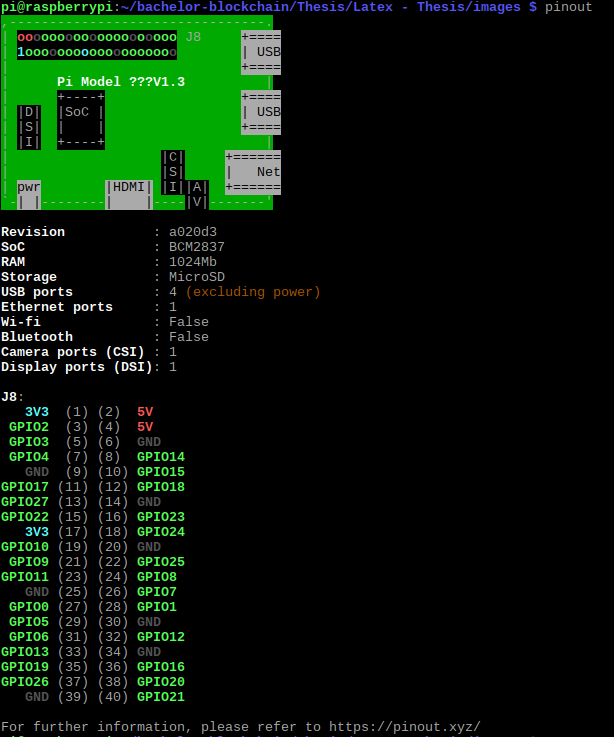 pi@raspberrypi:~/bachelor-blockchain/Thesis/Latex - Thesis/images $ pinout
,--------------------------------.
| oooooooooooooooooooo J8     +====
| 1ooooooooooooooooooo        | USB
|                             +====
|      Pi Model ???V1.3          |
|      +----+                 +====
| |D|  |SoC |                 | USB
| |S|  |    |                 +====
| |I|  +----+                    |
|                   |C|     +======
|                   |S|     |   Net
| pwr        |HDMI| |I||A|  +======
`-| |--------|    |----|V|-------'

Revision           : a020d3
SoC                : BCM2837
RAM                : 1024Mb
Storage            : MicroSD
USB ports          : 4 (excluding power)
Ethernet ports     : 1
Wi-fi              : False
Bluetooth          : False
Camera ports (CSI) : 1
Display ports (DSI): 1

J8:
   3V3  (1) (2)  5V
 GPIO2  (3) (4)  5V
 GPIO3  (5) (6)  GND
 GPIO4  (7) (8)  GPIO14
   GND  (9) (10) GPIO15
GPIO17 (11) (12) GPIO18
GPIO27 (13) (14) GND
GPIO22 (15) (16) GPIO23
   3V3 (17) (18) GPIO24
GPIO10 (19) (20) GND
 GPIO9 (21) (22) GPIO25
GPIO11 (23) (24) GPIO8
   GND (25) (26) GPIO7
 GPIO0 (27) (28) GPIO1
 GPIO5 (29) (30) GND
 GPIO6 (31) (32) GPIO12
GPIO13 (33) (34) GND
GPIO19 (35) (36) GPIO16
GPIO26 (37) (38) GPIO20
   GND (39) (40) GPIO21

For further information, please refer to https://pinout.xyz/